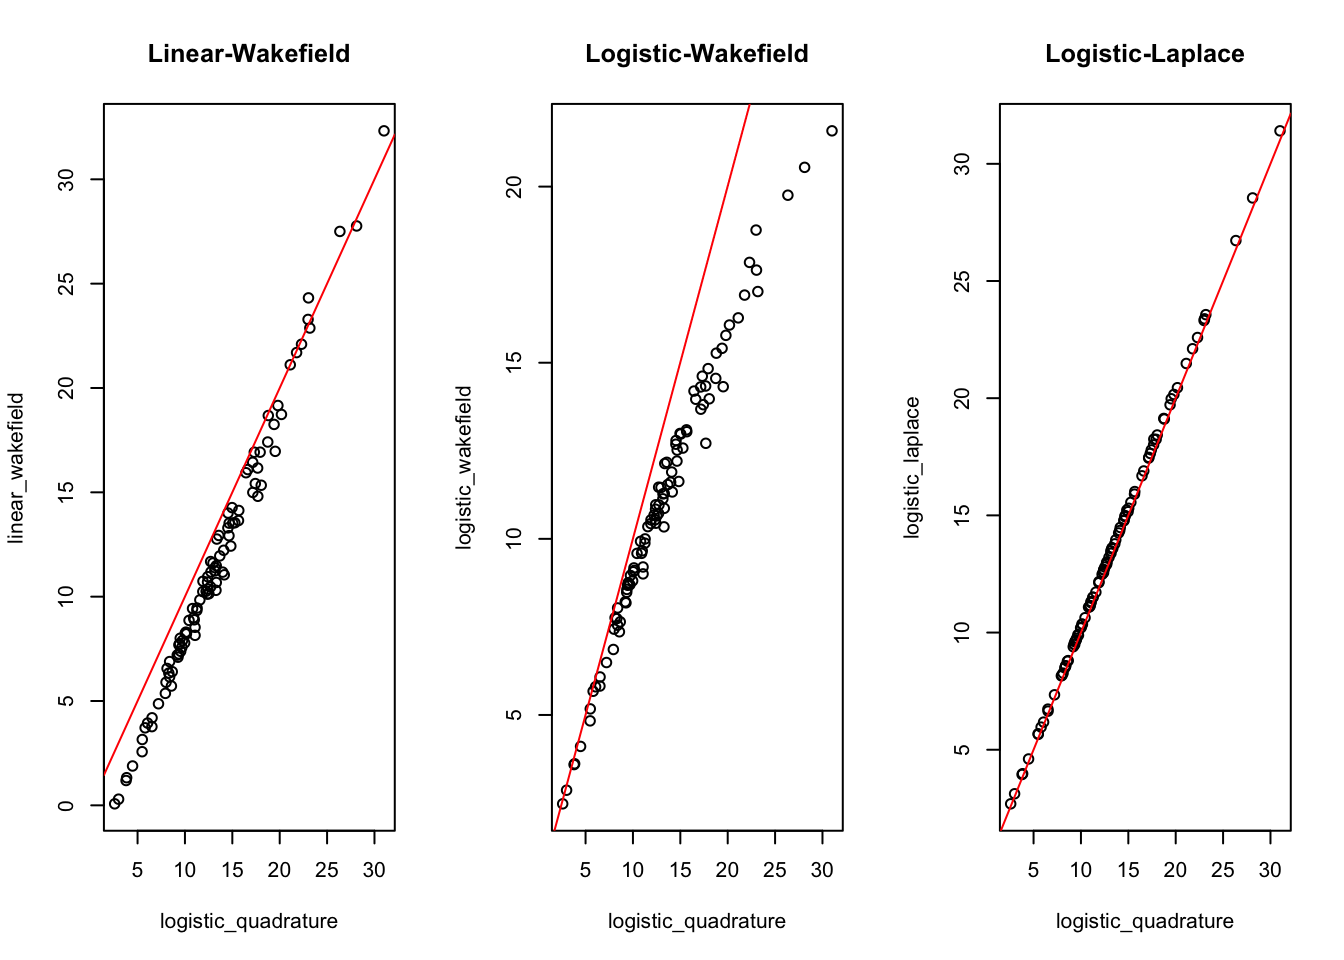 Linear-Wakefield
linear_wakefield
30
25
20
15
10
5
0
5 10 15 20 25 30
logistic_quadrature
Logistic-Wakefield
logistic_wakefield
20
15
10
5
5 10 15 20 25 30
logistic_quadrature
Logistic-Laplace
logistic_laplace
30
25
20
15
10
5
5 10 15 20 25 30
logistic_quadrature